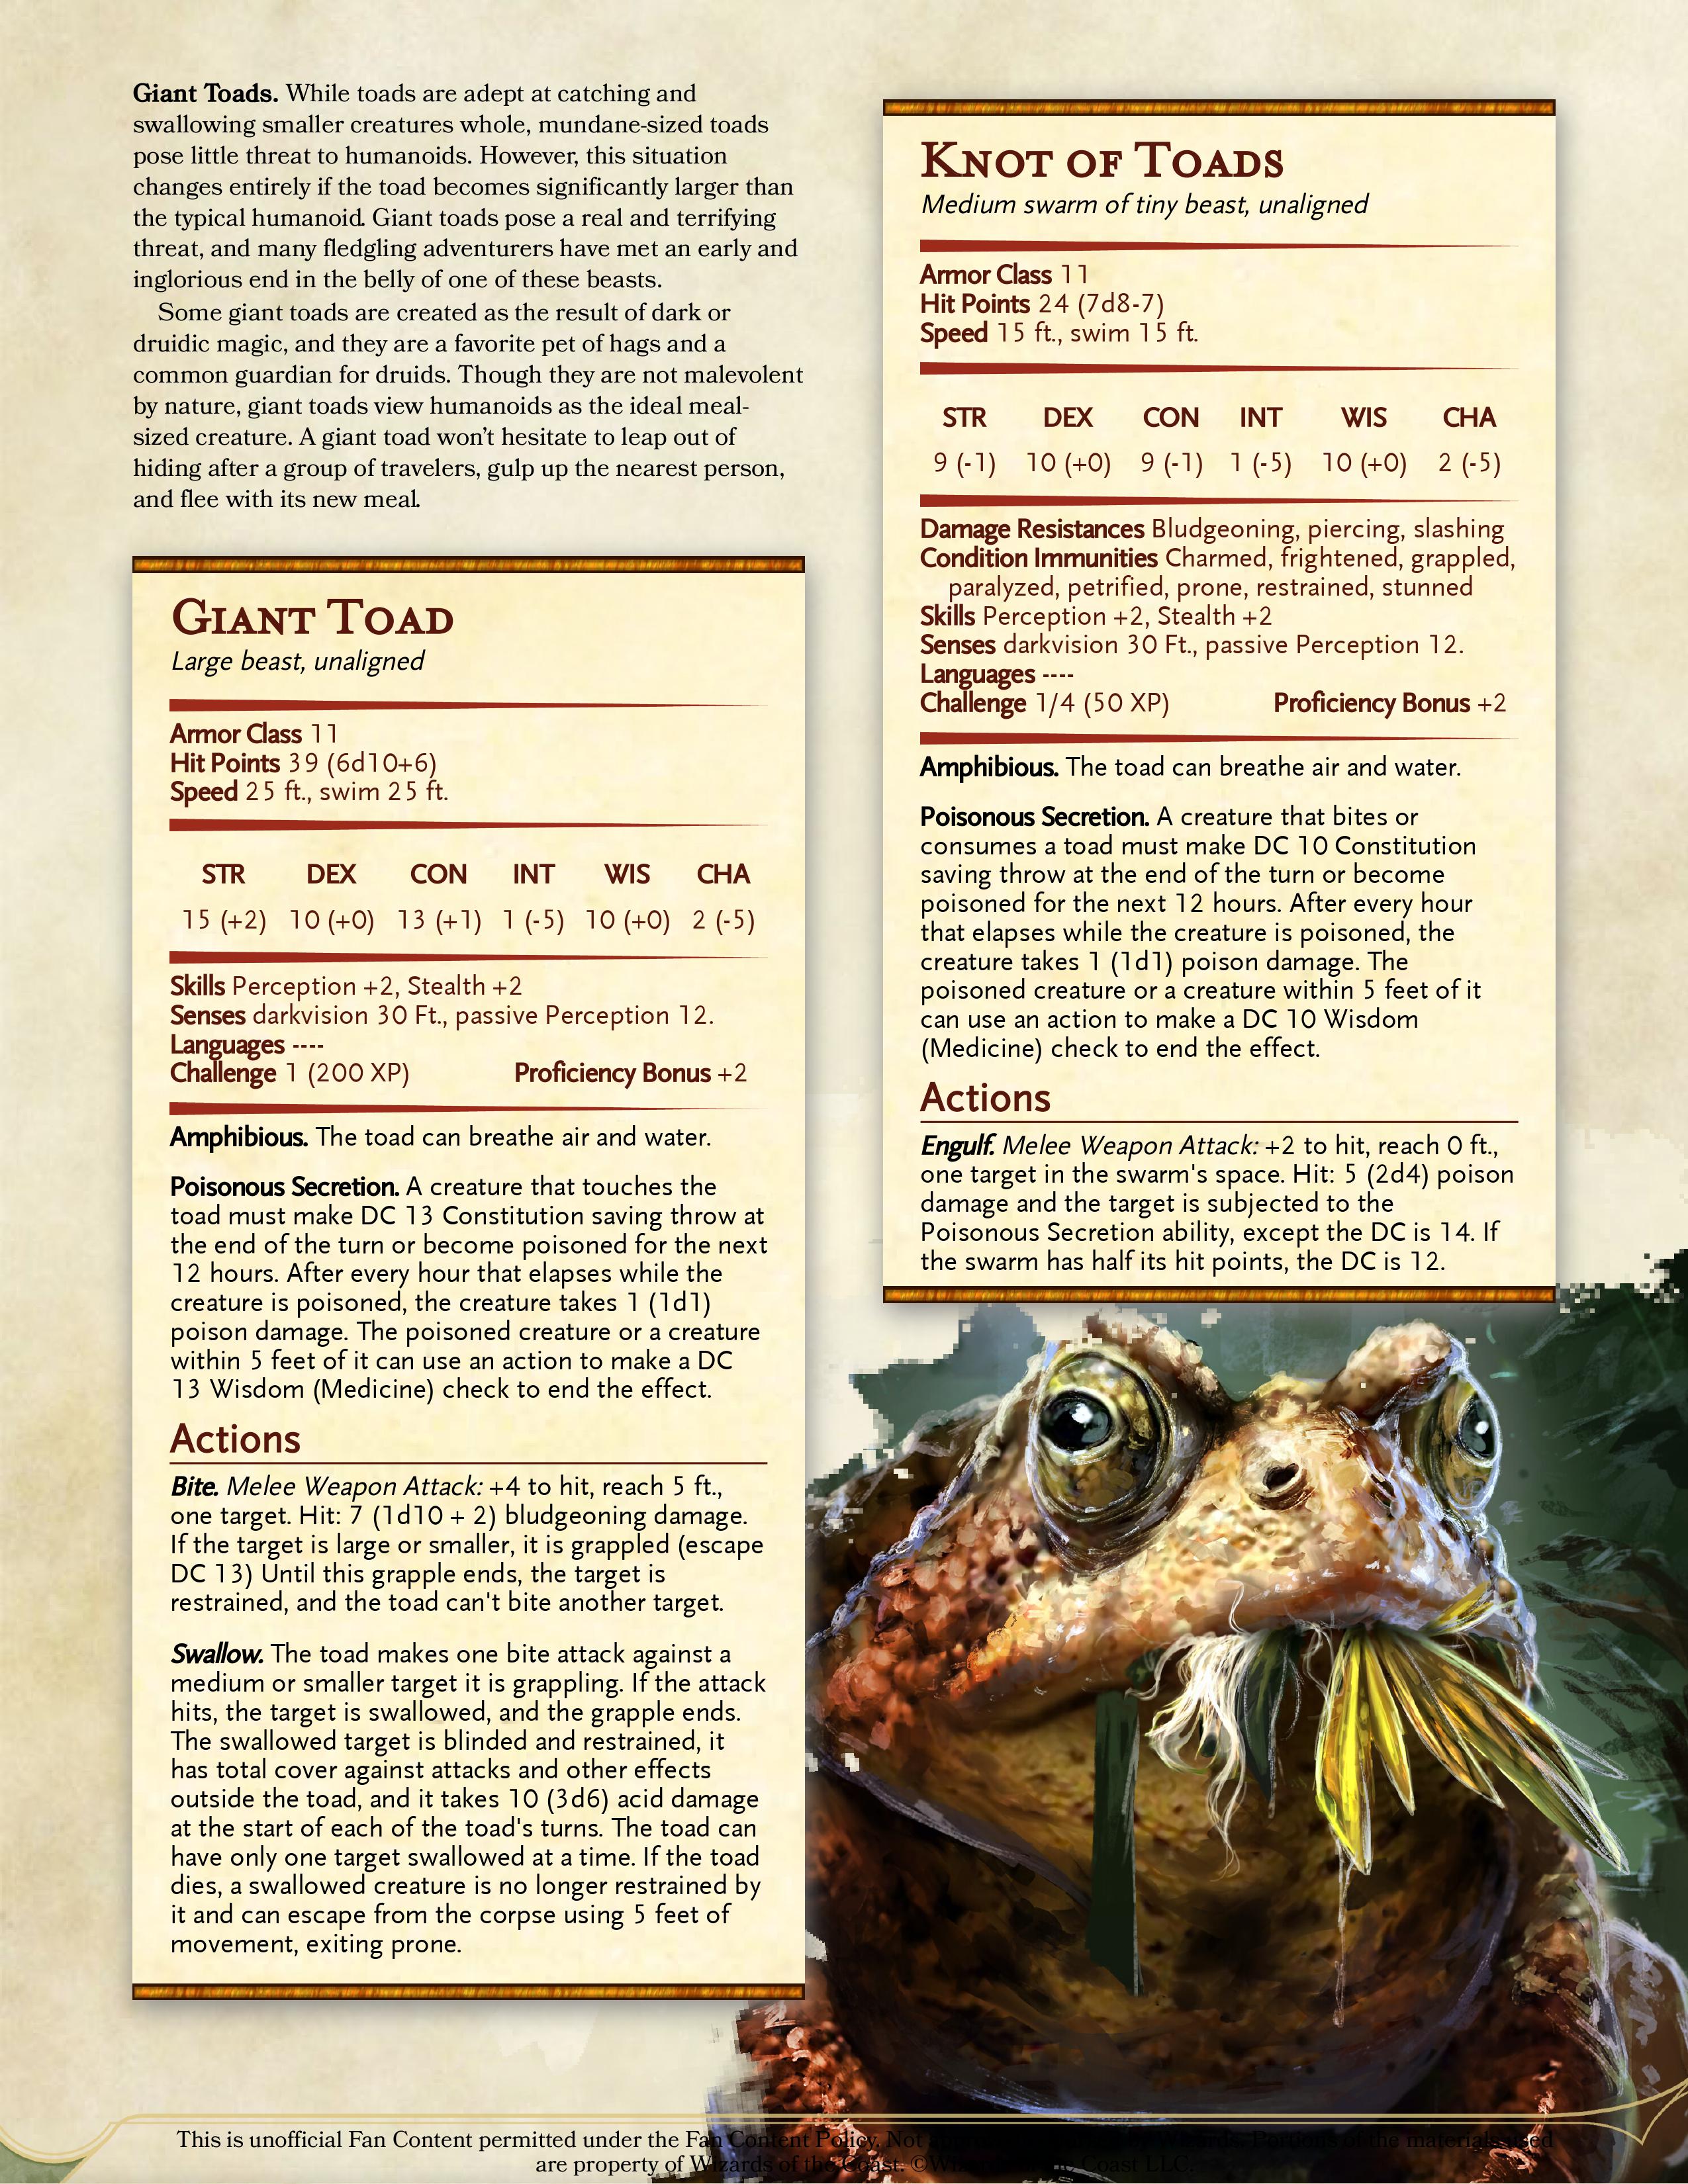 Giant Toads. While toads are adept at catching and
swallowing smaller creatures whole, mundane-sized toads
pose little threat to humanoids. However, this situation
changes entirely if the toad becomes significantly larger than
the typical humanoid. Giant toads pose a real and terrifying
threat, and many fledgling adventurers have met an early and
inglorious end in the belly of one of these beasts.
Some giant toads are created as the result of dark or
druidic magic, and they are a favorite pet of hags and a
common guardian for druids. Though they are not malevolent
by nature, giant toads view humanoids as the ideal meal-
sized creature. A giant toad won't hesitate to leap out of
hiding after a group of travelers, gulp up the nearest person,
and flee with its new meal.
Giant Toad
Large beast, unaligned
Armor Class 11
Hit Points 39 (6d10+6)
Speed 25 ft., swim 25 ft.
STR DEX CON INT WIS CHA
15 (+2) 10 (+0) 13 (+1) 1 (-5) 10 (+0) 2 (-5)
Skills Perception +2, Stealth +2
Senses darkvision 30 Ft., passive Perception 12.
Languages ----
Challenge 1 (200 XP) Proficiency Bonus +2
Amphibious. The toad can breathe air and water.
Poisonous Secretion. A creature that touches the
toad must make DC 13 Constitution saving throw at
the end of the turn or become poisoned for the next
12 hours. After every hour that elapses while the
creature is poisoned, the creature takes 1 (1d1)
poison damage. The poisoned creature or a creature
within 5 feet of it can use an action to make a DC
13 Wisdom (Medicine) check to end the effect.
Actions
Bite. Melee Weapon Attack: +4 to hit, reach 5 ft.,
one target. Hit: 7 (1d10 + 2) bludgeoning damage.
If the target is large or smaller, it is grappled (escape
DC 13) Until this grapple ends, the target is
restrained, and the toad can't bite another target.
Swallow. The toad makes one bite attack against a
medium or smaller target it is grappling. If the attack
hits, the target is swallowed, and the grapple ends.
The swallowed target is blinded and restrained, it
has total cover against attacks and other effects
outside the toad, and it takes 10 (3d6) acid damage
at the start of each of the toad's turns. The toad can
have only one target swallowed at a time. If the toad
dies, a swallowed creature is no longer restrained by
it and can escape from the corpse using 5 feet of
movement, exiting prone.
Knot of Toads
Medium swarm of tiny beast, unaligned
Armor Class 11
Hit Points 24 (7d8-7)
Speed 15 ft., swim 15 ft.
STR DEX CON INT WIS CHA
9 (-1) 10 (+0) 9 (-1) 1 (-5) 10 (+0) 2 (-5)
Damage Resistances Bludgeoning, piercing, slashing
Condition Immunities Charmed, frightened, grappled,
paralyzed, petrified, prone, restrained, stunned
Skills Perception +2, Stealth +2
Senses darkvision 30 Ft., passive Perception 12.
Languages ----
Challenge 1/4 (50 XP) Proficiency Bonus +2
Amphibious. The toad can breathe air and water.
Poisonous Secretion. A creature that bites or
consumes a toad must make DC 10 Constitution
saving throw at the end of the turn or become
poisoned for the next 12 hours. After every hour
that elapses while the creature is poisoned, the
creature takes 1 (1d1) poison damage. The
poisoned creature or a creature within 5 feet of it
can use an action to make a DC 10 Wisdom
(Medicine) check to end the effect.
Actions
Engulf. Melee Weapon Attack: +2 to hit, reach 0 ft.,
one target in the swarm's space. Hit: 5 (2d4) poison
damage and the target is subjected to the
Poisonous Secretion ability, except the DC is 14. If
the swarm has half its hit points, the DC is 12.
This is unofficial Fan Content permitted under the Fan Content Policy. Not Portions of the materials used
are property of Wizards of the Coast. ©Wizards of the Coast LLC.